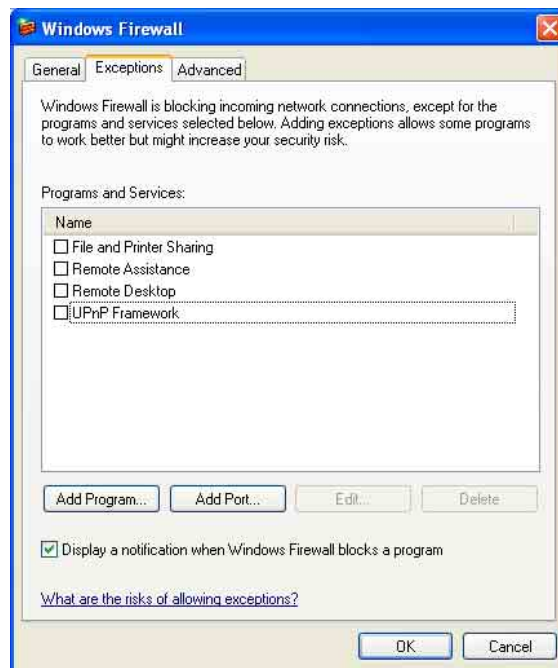 Windows Firewall
General Exceptions Advanced
Windows Firewall is blocking incoming network connections, except for the
programs and services selected below. Adding exceptions allows some programs
to work better but might increase your security risk.
Programs and Services:
Name
File and Printer Sharing
Remote Assistance
Remote Desktop
UPnP Framework
Add Program... Add Port... Edit... Delete
Display a notification when Windows Firewall blocks a program
What are the risks of allowing exceptions?
OK Cancel